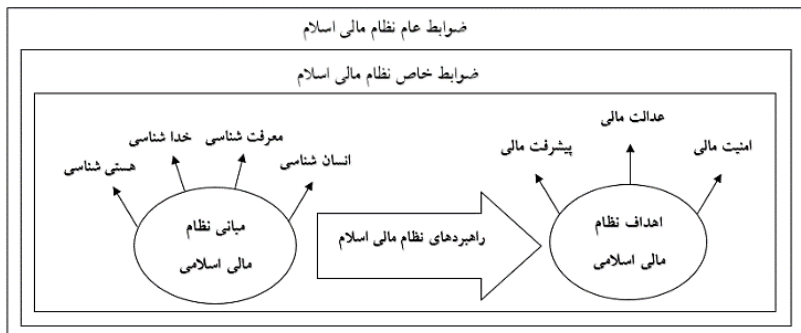 ضوابط عام نظام مالی اسلام
ضوابط خاص نظام مالی اسلام
عدالت مالی
امنیت مالی
پیشرفت مالی
معرفت شناسی
خدا شناسی
انسان شناسی
هستی شناسی
اهداف نظام
مالی اسلامی
راهبردهای نظام مالی اسلام
مبانی نظام
مالی اسلامی